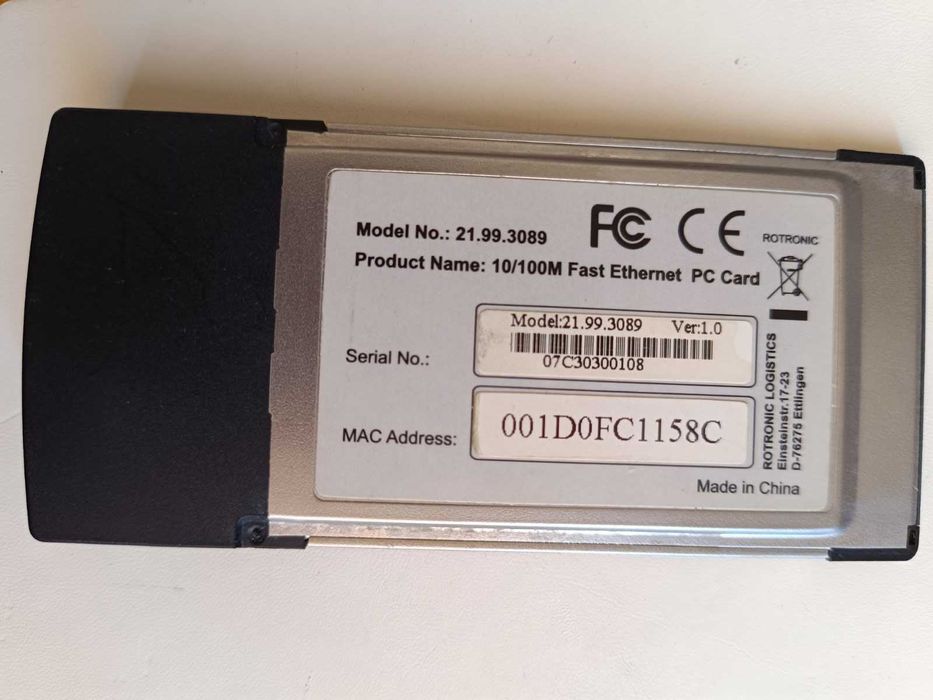 Model No.: 21.99.3089
FC CE
ROTRONIC
Product Name: 10/100M Fast Ethernet PC Card
Model:21.99.3089 Ver:1.0
Serial No.:
07C30300108
MAC Address:
001D0FC1158C
ROTRONIC LOGISTICS
Einsteinstr.17-23
D-76275 Ettlingen
Made in China